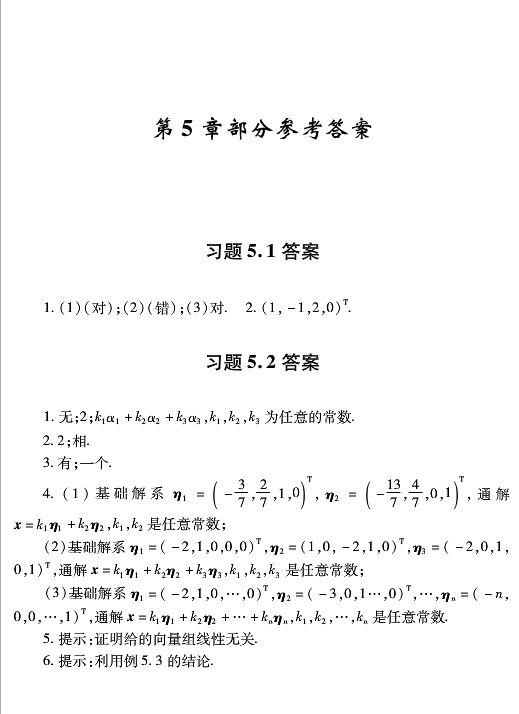 第 5 章部分参考答案
习题 5.1 答案
1. (1)(对);(2)(错);(3)对. 2. (1, -1,2,0)ᵀ.
习题 5.2 答案
1. 无;2;k₁α₁ + k₂α₂ + k₃α₃,k₁,k₂,k₃ 为任意的常数.
2. 2;相.
3. 有;一个.
4. (1) 基础解系 η₁ = (-3/7,2/7,1,0)ᵀ, η₂ = (-13/7,4/7,0,1)ᵀ, 通解
x = k₁η₁ + k₂η₂,k₁,k₂ 是任意常数;
(2)基础解系 η₁ = ( -2,1,0,0,0)ᵀ,η₂ = (1,0, -2,1,0)ᵀ,η₃ = ( -2,0,1,
0,1)ᵀ,通解 x = k₁η₁ + k₂η₂ + k₃η₃,k₁,k₂,k₃ 是任意常数;
(3)基础解系 η₁ = ( -2,1,0,…,0)ᵀ,η₂ = ( -3,0,1…,0)ᵀ,…,ηₙ = ( -n,
0,0,…,1)ᵀ,通解 x = k₁η₁ + k₂η₂ + … + kₙηₙ,k₁,k₂,…,kₙ 是任意常数.
5. 提示:证明给的向量组线性无关.
6. 提示:利用例 5.3 的结论.